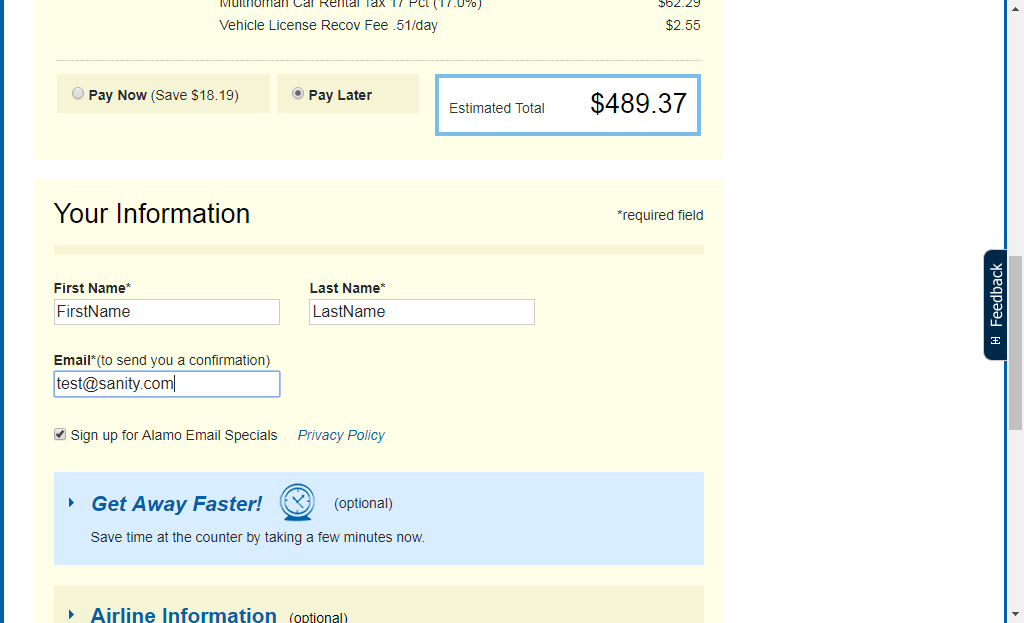 Multnomah Car Rental Tax 17 Pct (17.0%) $62.29
Vehicle License Recov Fee .51/day $2.55
Pay Now (Save $18.19) Pay Later Estimated Total $489.37
Your Information *required field
First Name* Last Name*
FirstName LastName
Email*(to send you a confirmation)
test@sanity.com
Sign up for Alamo Email Specials Privacy Policy
Get Away Faster! (optional)
Save time at the counter by taking a few minutes now.
Airline Information (optional)
Feedback